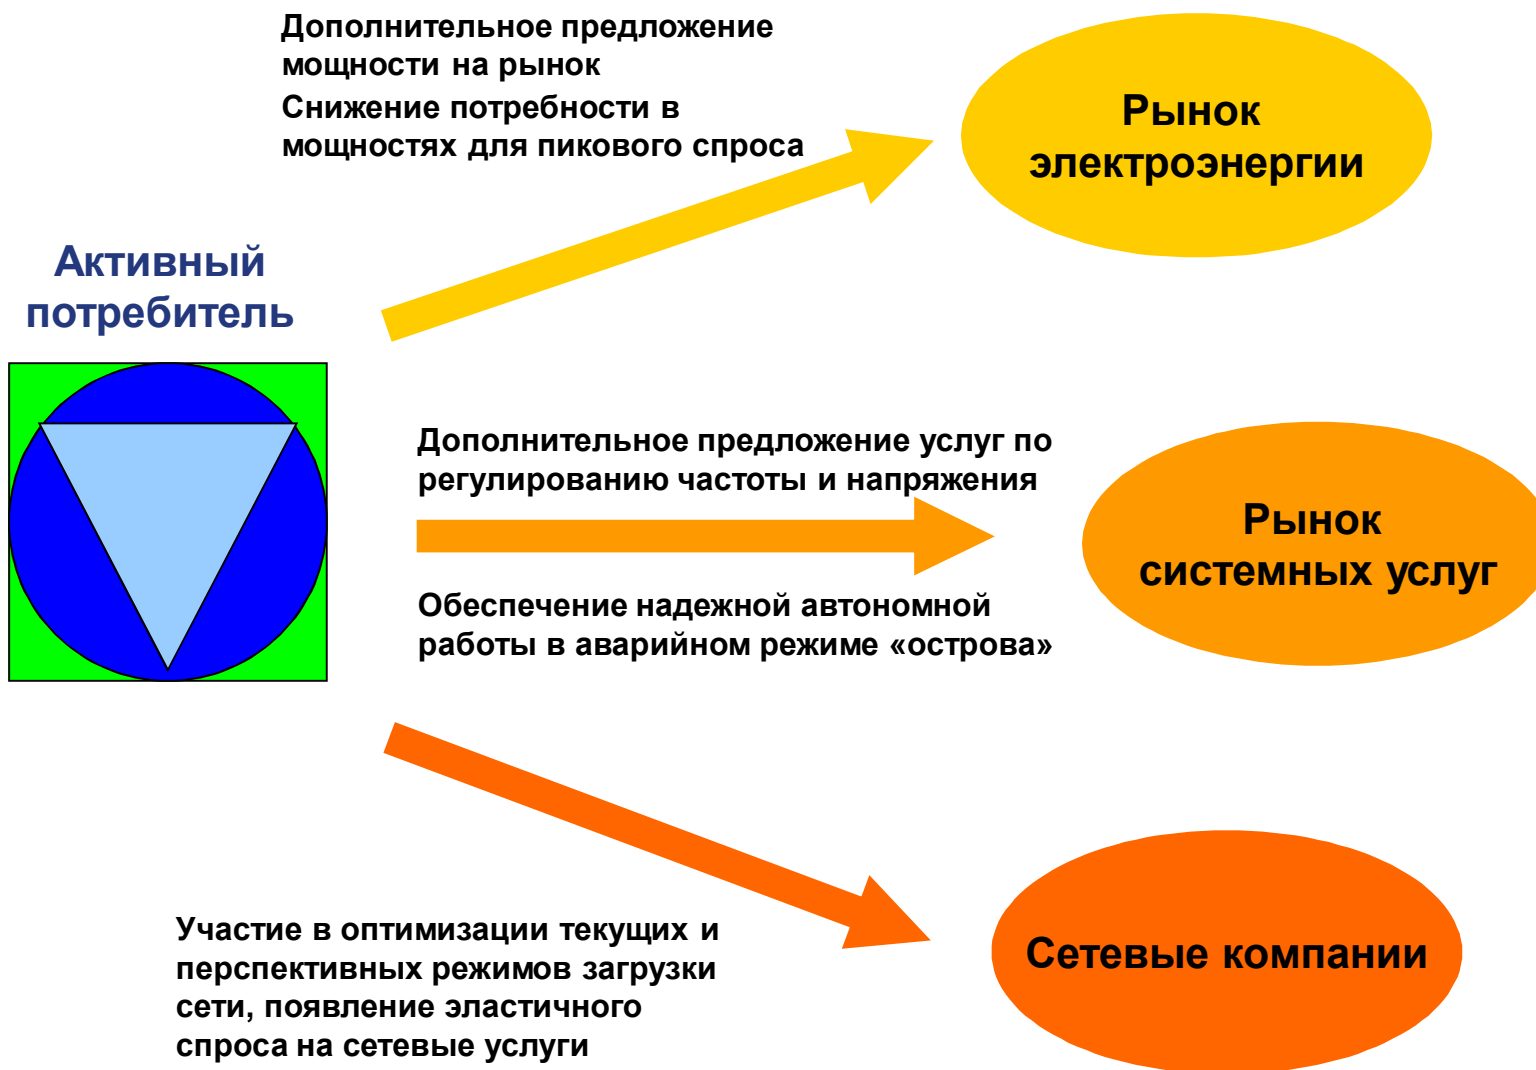 Дополнительное предложение
мощности на рынок
Снижение потребности в
мощностях для пикового спроса
Рынок
электроэнергии
Активный
потребитель
Дополнительное предложение услуг по
регулированию частоты и напряжения
Рынок
системных услуг
Обеспечение надежной автономной
работы в аварийном режиме «острова»
Участие в оптимизации текущих и
перспективных режимов загрузки
сети, появление эластичного
спроса на сетевые услуги
Сетевые компании